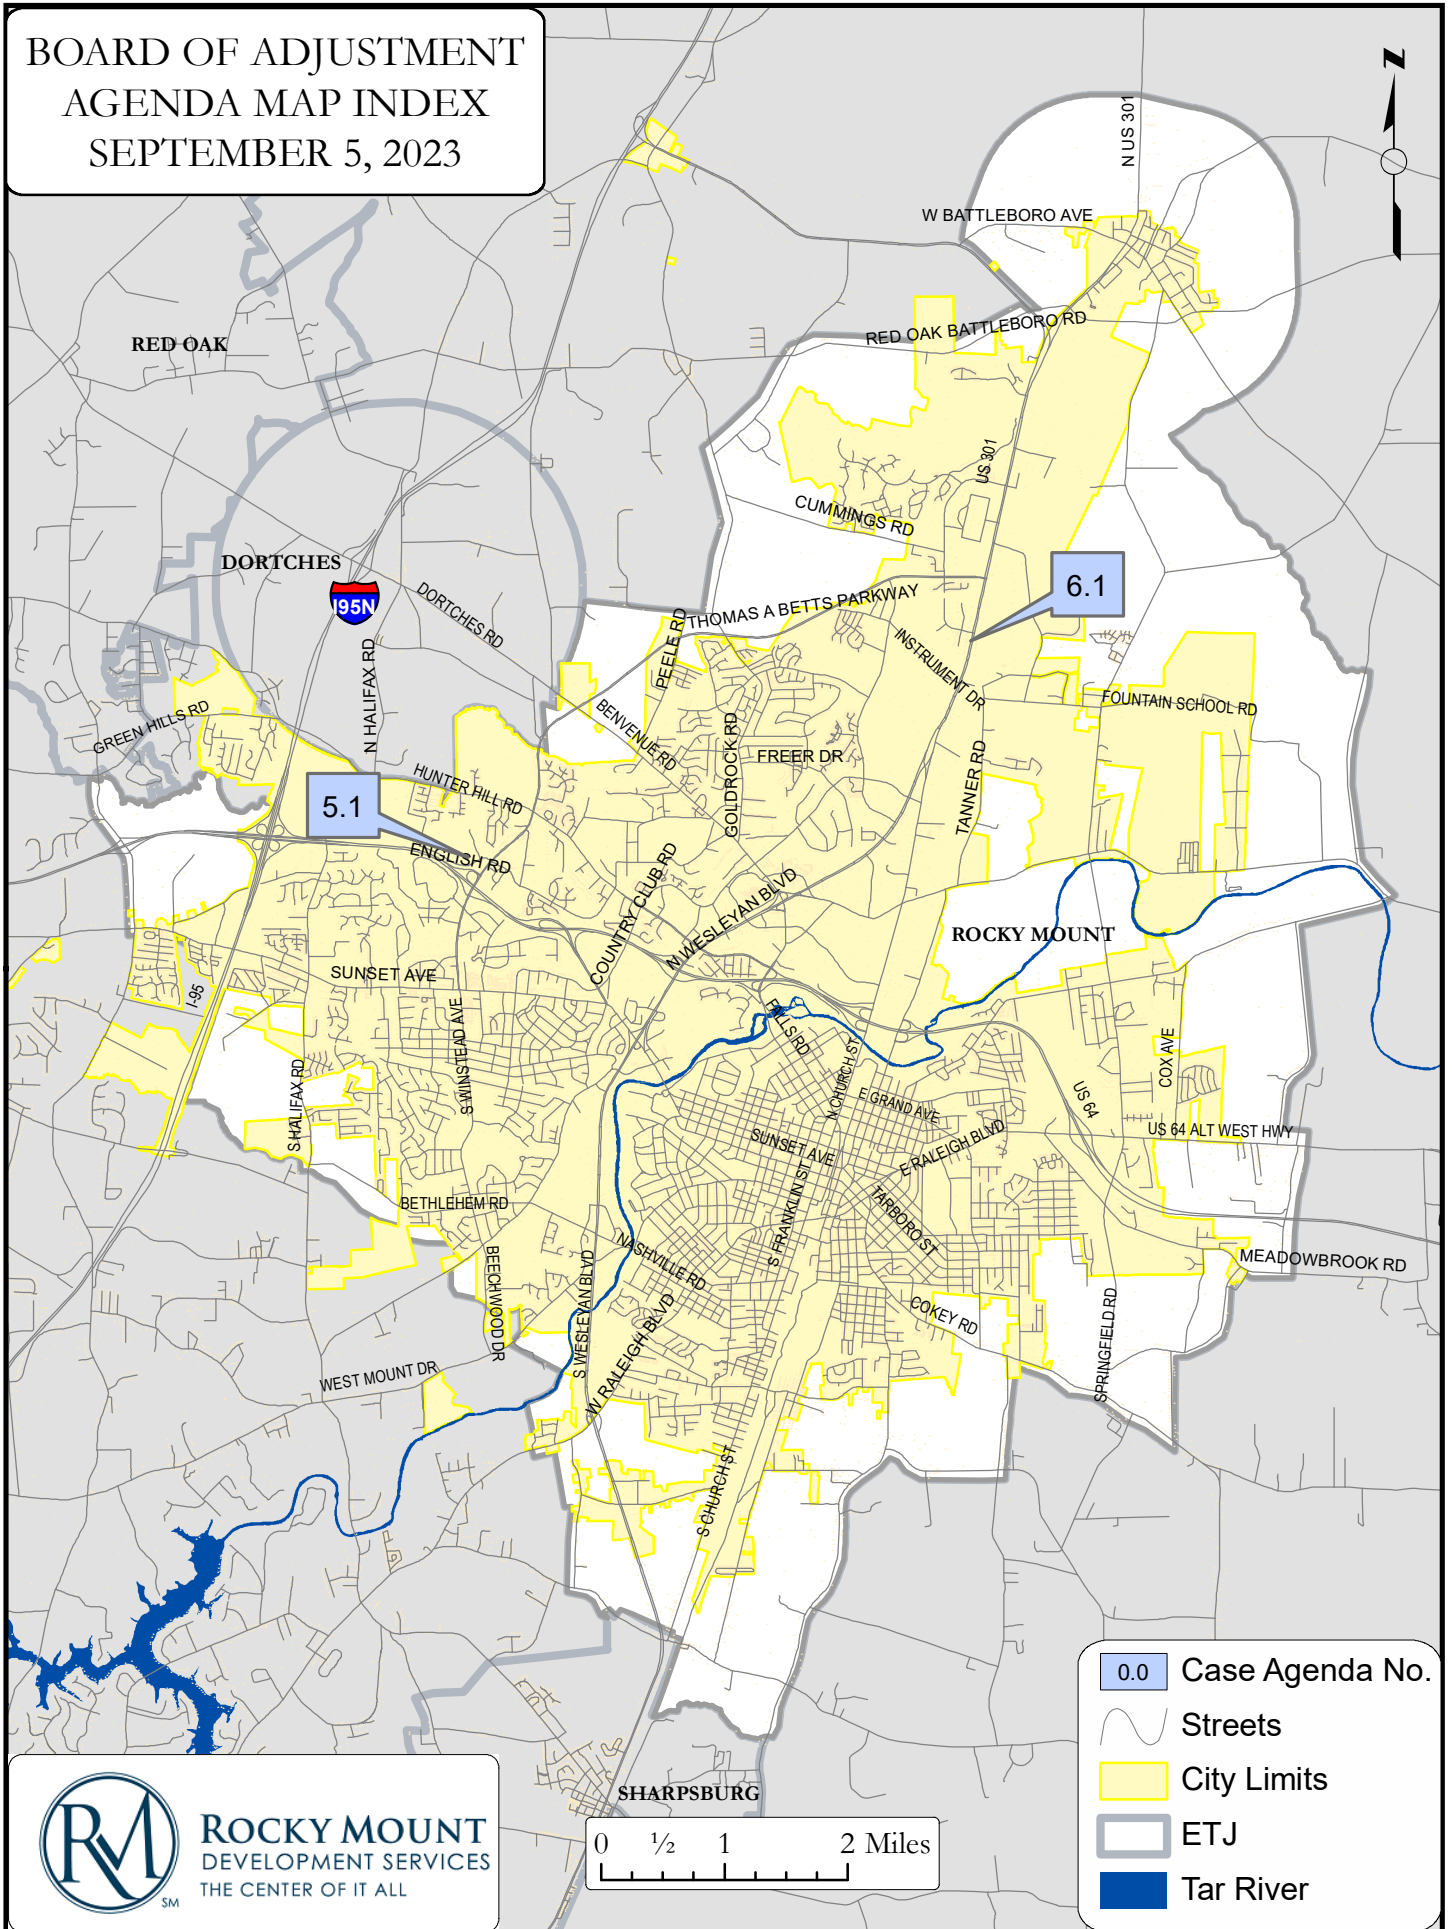 BOARD OF ADJUSTMENT
AGENDA MAP INDEX
SEPTEMBER 5, 2023
N
N US 301
W BATTLEBORO AVE
RED OAK BATTLEBORO RD
RED OAK
US 301
CUMMINGS RD
DORTCHES
I95N
DORTCHES RD
6.1
THOMAS A BETTS PARKWAY
PEELE RD
INSTRUMENT DR
N HALIFAX RD
GREEN HILLS RD
FOUNTAIN SCHOOL RD
BENVENUE RD
GOLDROCK RD
FREER DR
TANNER RD
HUNTER HILL RD
5.1
ENGLISH RD
COUNTRY CLUB RD
N WESLEYAN BLVD
ROCKY MOUNT
SUNSET AVE
I-95
S WINSTEAD AVE
FALLS RD
N CHURCH ST
COX AVE
S HALIFAX RD
E GRAND AVE
US 64
US 64 ALT WEST HWY
SUNSET AVE
E RALEIGH BLVD
S FRANKLIN ST
TARBORO ST
BETHLEHEM RD
NASHVILLE RD
BEECHWOOD DR
S WESLEYAN BLVD
MEADOWBROOK RD
COKEY RD
SPRINGFIELD RD
W RALEIGH BLVD
WEST MOUNT DR
S CHURCH ST
SHARPSBURG
0.0 Case Agenda No.
Streets
City Limits
ETJ
Tar River
0 ½ 1 2 Miles
RM
SM
ROCKY MOUNT
DEVELOPMENT SERVICES
THE CENTER OF IT ALL